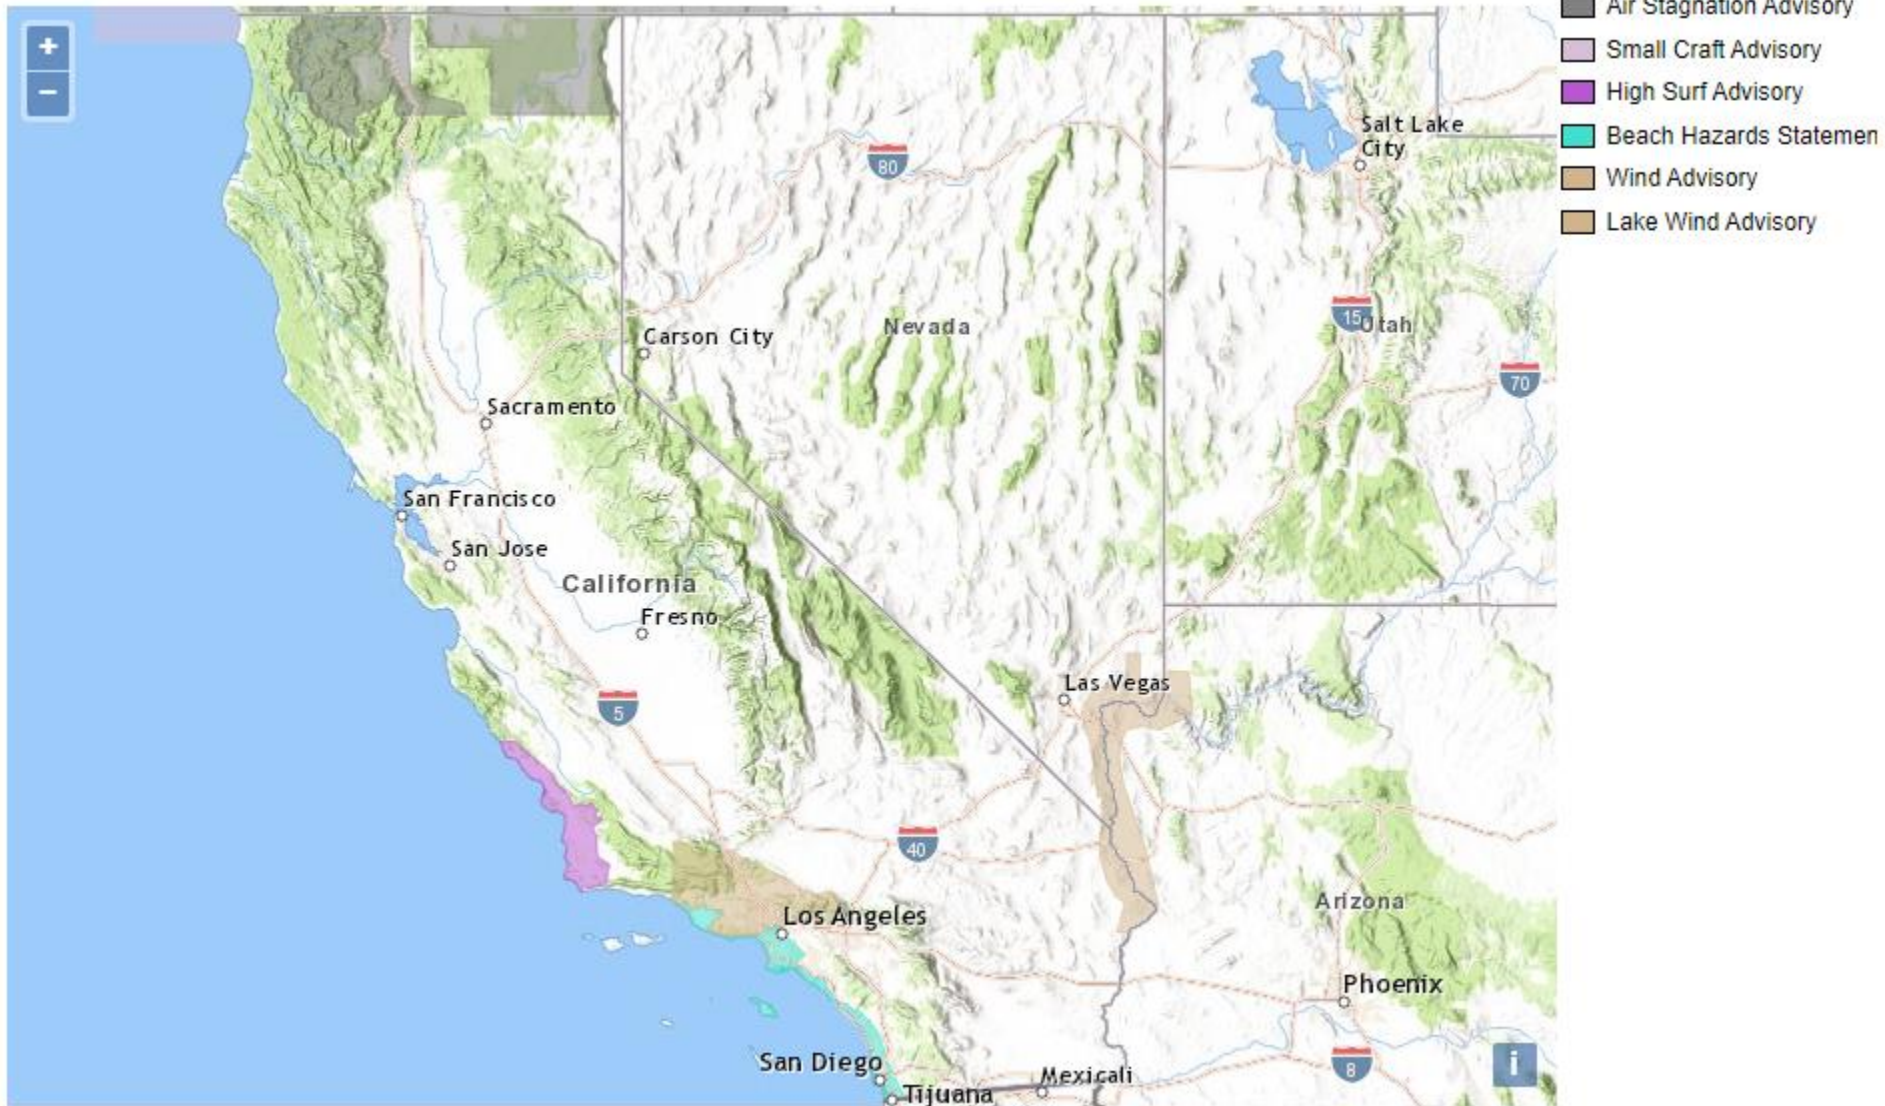 +
−
Air Stagnation Advisory
Small Craft Advisory
High Surf Advisory
Beach Hazards Statemen
Wind Advisory
Lake Wind Advisory
80
Salt Lake
City
Carson City
Nevada
15
Utah
70
Sacramento
San Francisco
San Jose
California
Fresno
5
Las Vegas
40
Los Angeles
Arizona
Phoenix
San Diego
Tijuana
Mexicali
8
i